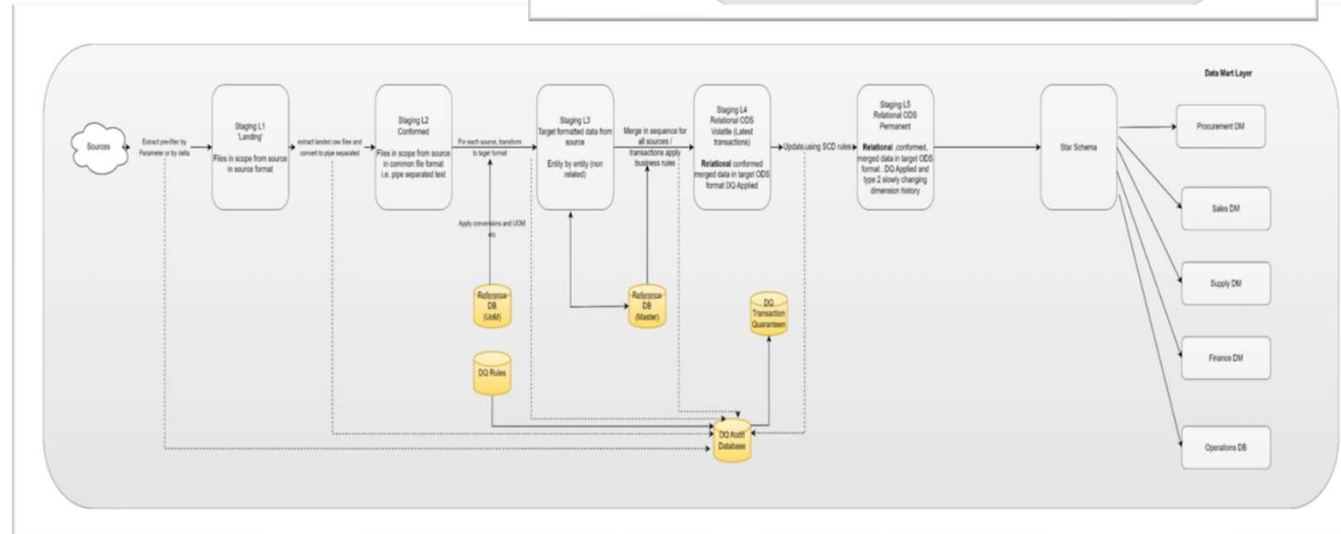 Data Mart Layer
Sources
Extract pre-filter by
Parameter or by delta
Staging L1
'Landing'
Files in scope from source
in source format
extract landed raw files and
convert to pipe separated
Staging L2
Conformed
Files in scope from source
in common file format
i.e. pipe separated text
For each source, transform
to target format
Staging L3
Target formatted data from
source
Entity by entity (non
related)
Merge in sequence for
all sources /
transactions apply
business rules
Staging L4
Relational ODS
Volatile (Latest
transactions)
Relational conformed
merged data in target ODS
format DQ Applied
Update using SCD rules
Staging L5
Relational ODS
Permanent
Relational conformed,
merged data in target ODS
format , DQ Applied and
type 2 slowly changing
dimension history
Star Schema
Procurement DM
Sales DM
Supply DM
Finance DM
Operations DB
Apply conversions and UOM
etc
Reference
DB
(UoM)
Reference
DB
(Master)
DQ
Transaction
Quaranteen
DQ Rules
DQ Audit
Database